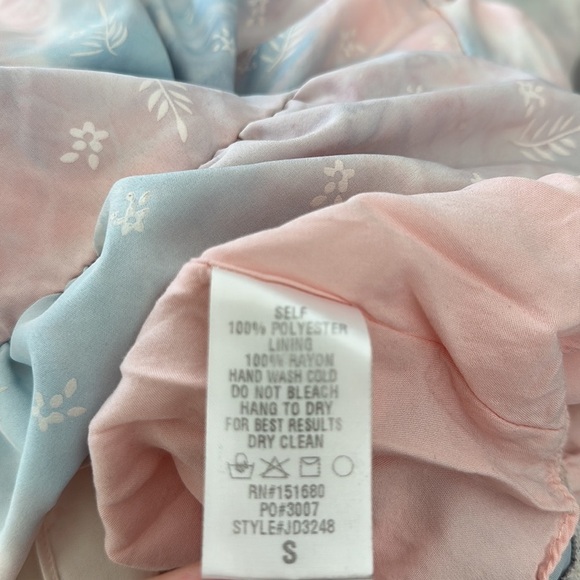 SELF
100% POLYESTER
LINING
100% RAYON
HAND WASH COLD
DO NOT BLEACH
HANG TO DRY
FOR BEST RESULTS
DRY CLEAN
RN#151680
PO#3007
STYLE#JD3248
S